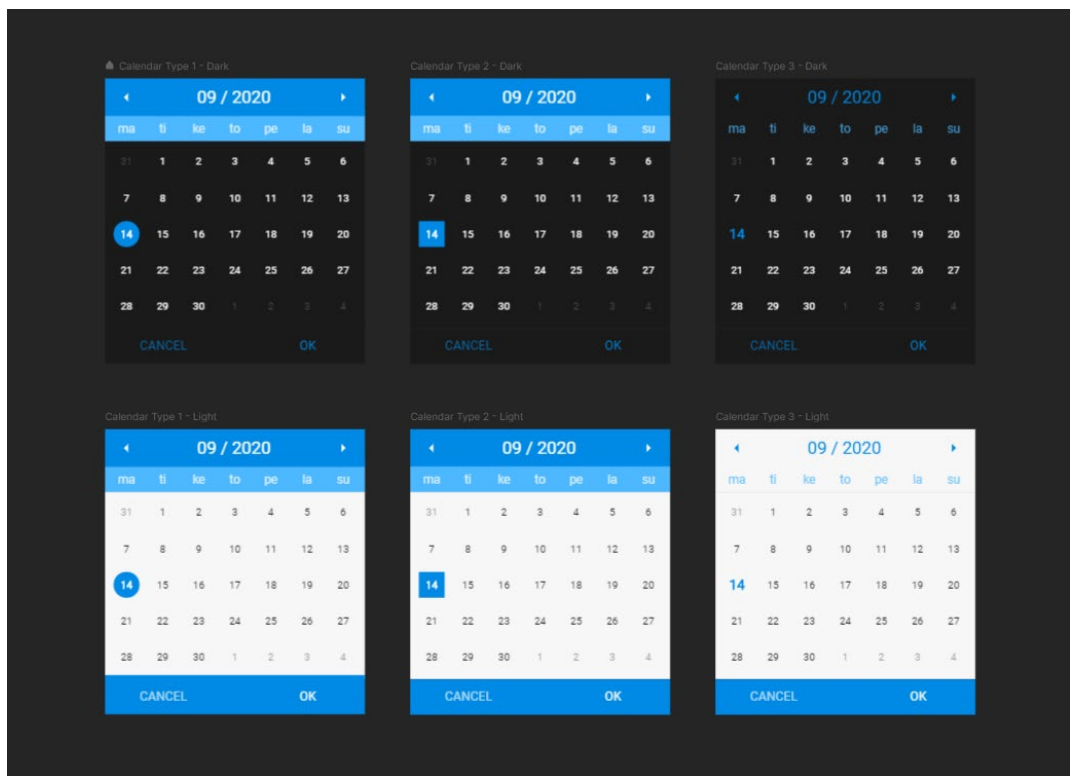 Calendar Type 1 - Dark
09 / 2020
ma ti ke to pe la su
31 1 2 3 4 5 6
7 8 9 10 11 12 13
14 15 16 17 18 19 20
21 22 23 24 25 26 27
28 29 30 1 2 3 4
CANCEL OK
Calendar Type 2 - Dark
09 / 2020
ma ti ke to pe la su
31 1 2 3 4 5 6
7 8 9 10 11 12 13
14 15 16 17 18 19 20
21 22 23 24 25 26 27
28 29 30 1 2 3 4
CANCEL OK
Calendar Type 3 - Dark
09 / 2020
ma ti ke to pe la su
31 1 2 3 4 5 6
7 8 9 10 11 12 13
14 15 16 17 18 19 20
21 22 23 24 25 26 27
28 29 30 1 2 3 4
CANCEL OK
Calendar Type 1 - Light
09 / 2020
ma ti ke to pe la su
31 1 2 3 4 5 6
7 8 9 10 11 12 13
14 15 16 17 18 19 20
21 22 23 24 25 26 27
28 29 30 1 2 3 4
CANCEL OK
Calendar Type 2 - Light
09 / 2020
ma ti ke to pe la su
31 1 2 3 4 5 6
7 8 9 10 11 12 13
14 15 16 17 18 19 20
21 22 23 24 25 26 27
28 29 30 1 2 3 4
CANCEL OK
Calendar Type 3 - Light
09 / 2020
ma ti ke to pe la su
31 1 2 3 4 5 6
7 8 9 10 11 12 13
14 15 16 17 18 19 20
21 22 23 24 25 26 27
28 29 30 1 2 3 4
CANCEL OK